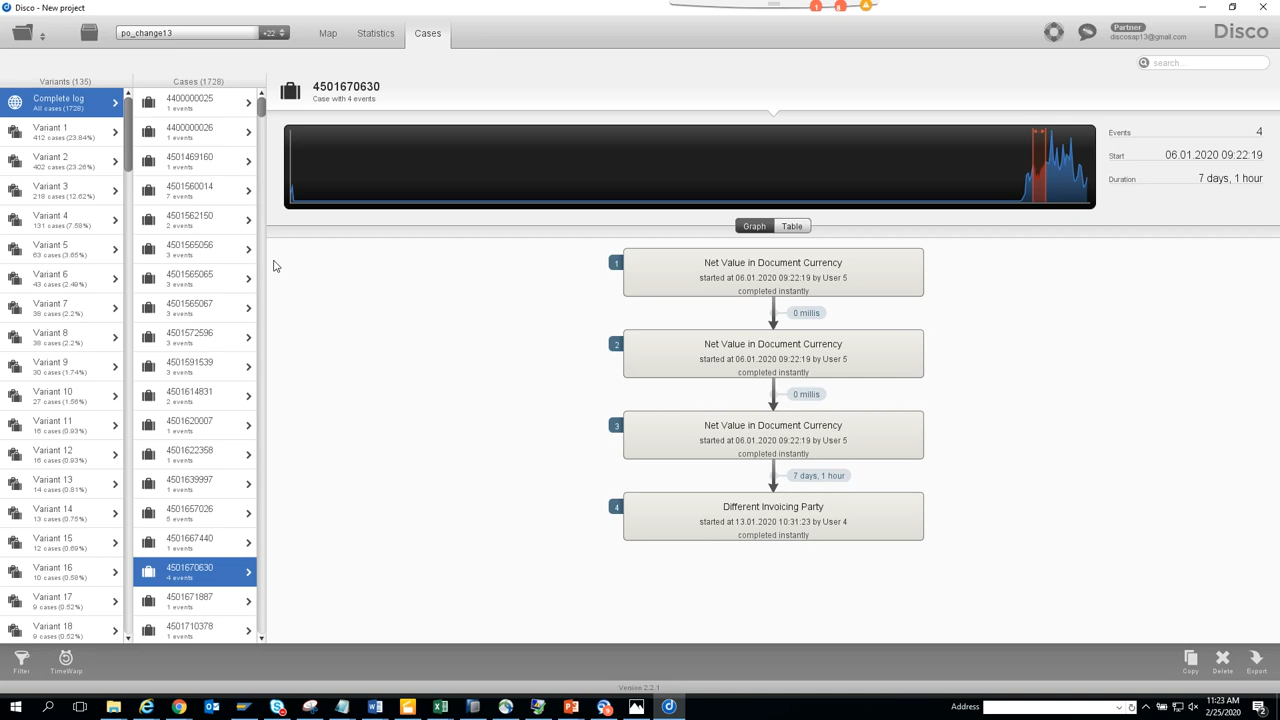 Disco - New project
po_change13
+22
Map
Statistics
Cases
Partner
discosap13@gmail.com
Disco
search...
Variants (135)
Complete log
All cases (1728)
Variant 1
412 cases (23.84%)
Variant 2
402 cases (23.26%)
Variant 3
218 cases (12.62%)
Variant 4
131 cases (7.58%)
Variant 5
63 cases (3.65%)
Variant 6
43 cases (2.49%)
Variant 7
38 cases (2.2%)
Variant 8
38 cases (2.2%)
Variant 9
30 cases (1.74%)
Variant 10
27 cases (1.56%)
Variant 11
16 cases (0.93%)
Variant 12
16 cases (0.93%)
Variant 13
14 cases (0.81%)
Variant 14
13 cases (0.75%)
Variant 15
12 cases (0.69%)
Variant 16
10 cases (0.58%)
Variant 17
9 cases (0.52%)
Variant 18
9 cases (0.52%)
Cases (1728)
4400000025
1 events
4400000026
1 events
4501469160
1 events
4501560014
7 events
4501562150
2 events
4501565056
3 events
4501565065
3 events
4501565067
3 events
4501572596
3 events
4501591539
3 events
4501614831
2 events
4501620007
1 events
4501622358
1 events
4501639997
1 events
4501657026
5 events
4501667440
1 events
4501670630
4 events
4501671887
1 events
4501710378
1 events
4501670630
Case with 4 events
Events 4
Start 06.01.2020 09:22:19
Duration 7 days, 1 hour
Graph
Table
1
Net Value in Document Currency
started at 06.01.2020 09:22:19 by User 5
completed instantly
0 millis
2
Net Value in Document Currency
started at 06.01.2020 09:22:19 by User 5
completed instantly
0 millis
3
Net Value in Document Currency
started at 06.01.2020 09:22:19 by User 5
completed instantly
7 days, 1 hour
4
Different Invoicing Party
started at 13.01.2020 10:31:23 by User 4
completed instantly
Filter
TimeWarp
Copy
Delete
Export
Version 2.2.1
Address
11:23 AM
2/25/2020